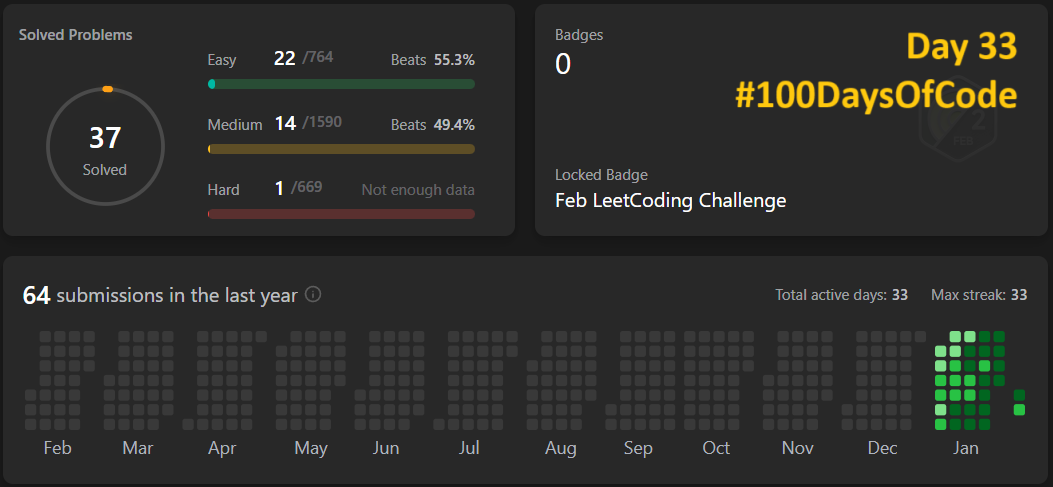 Solved Problems
37
Solved
Easy 22 /764 Beats 55.3%
Medium 14 /1590 Beats 49.4%
Hard 1 /669 Not enough data
Badges
0
Day 33
#100DaysOfCode
2
FEB
Locked Badge
Feb LeetCoding Challenge
64 submissions in the last year
Total active days: 33 Max streak: 33
Feb Mar Apr May Jun Jul Aug Sep Oct Nov Dec Jan